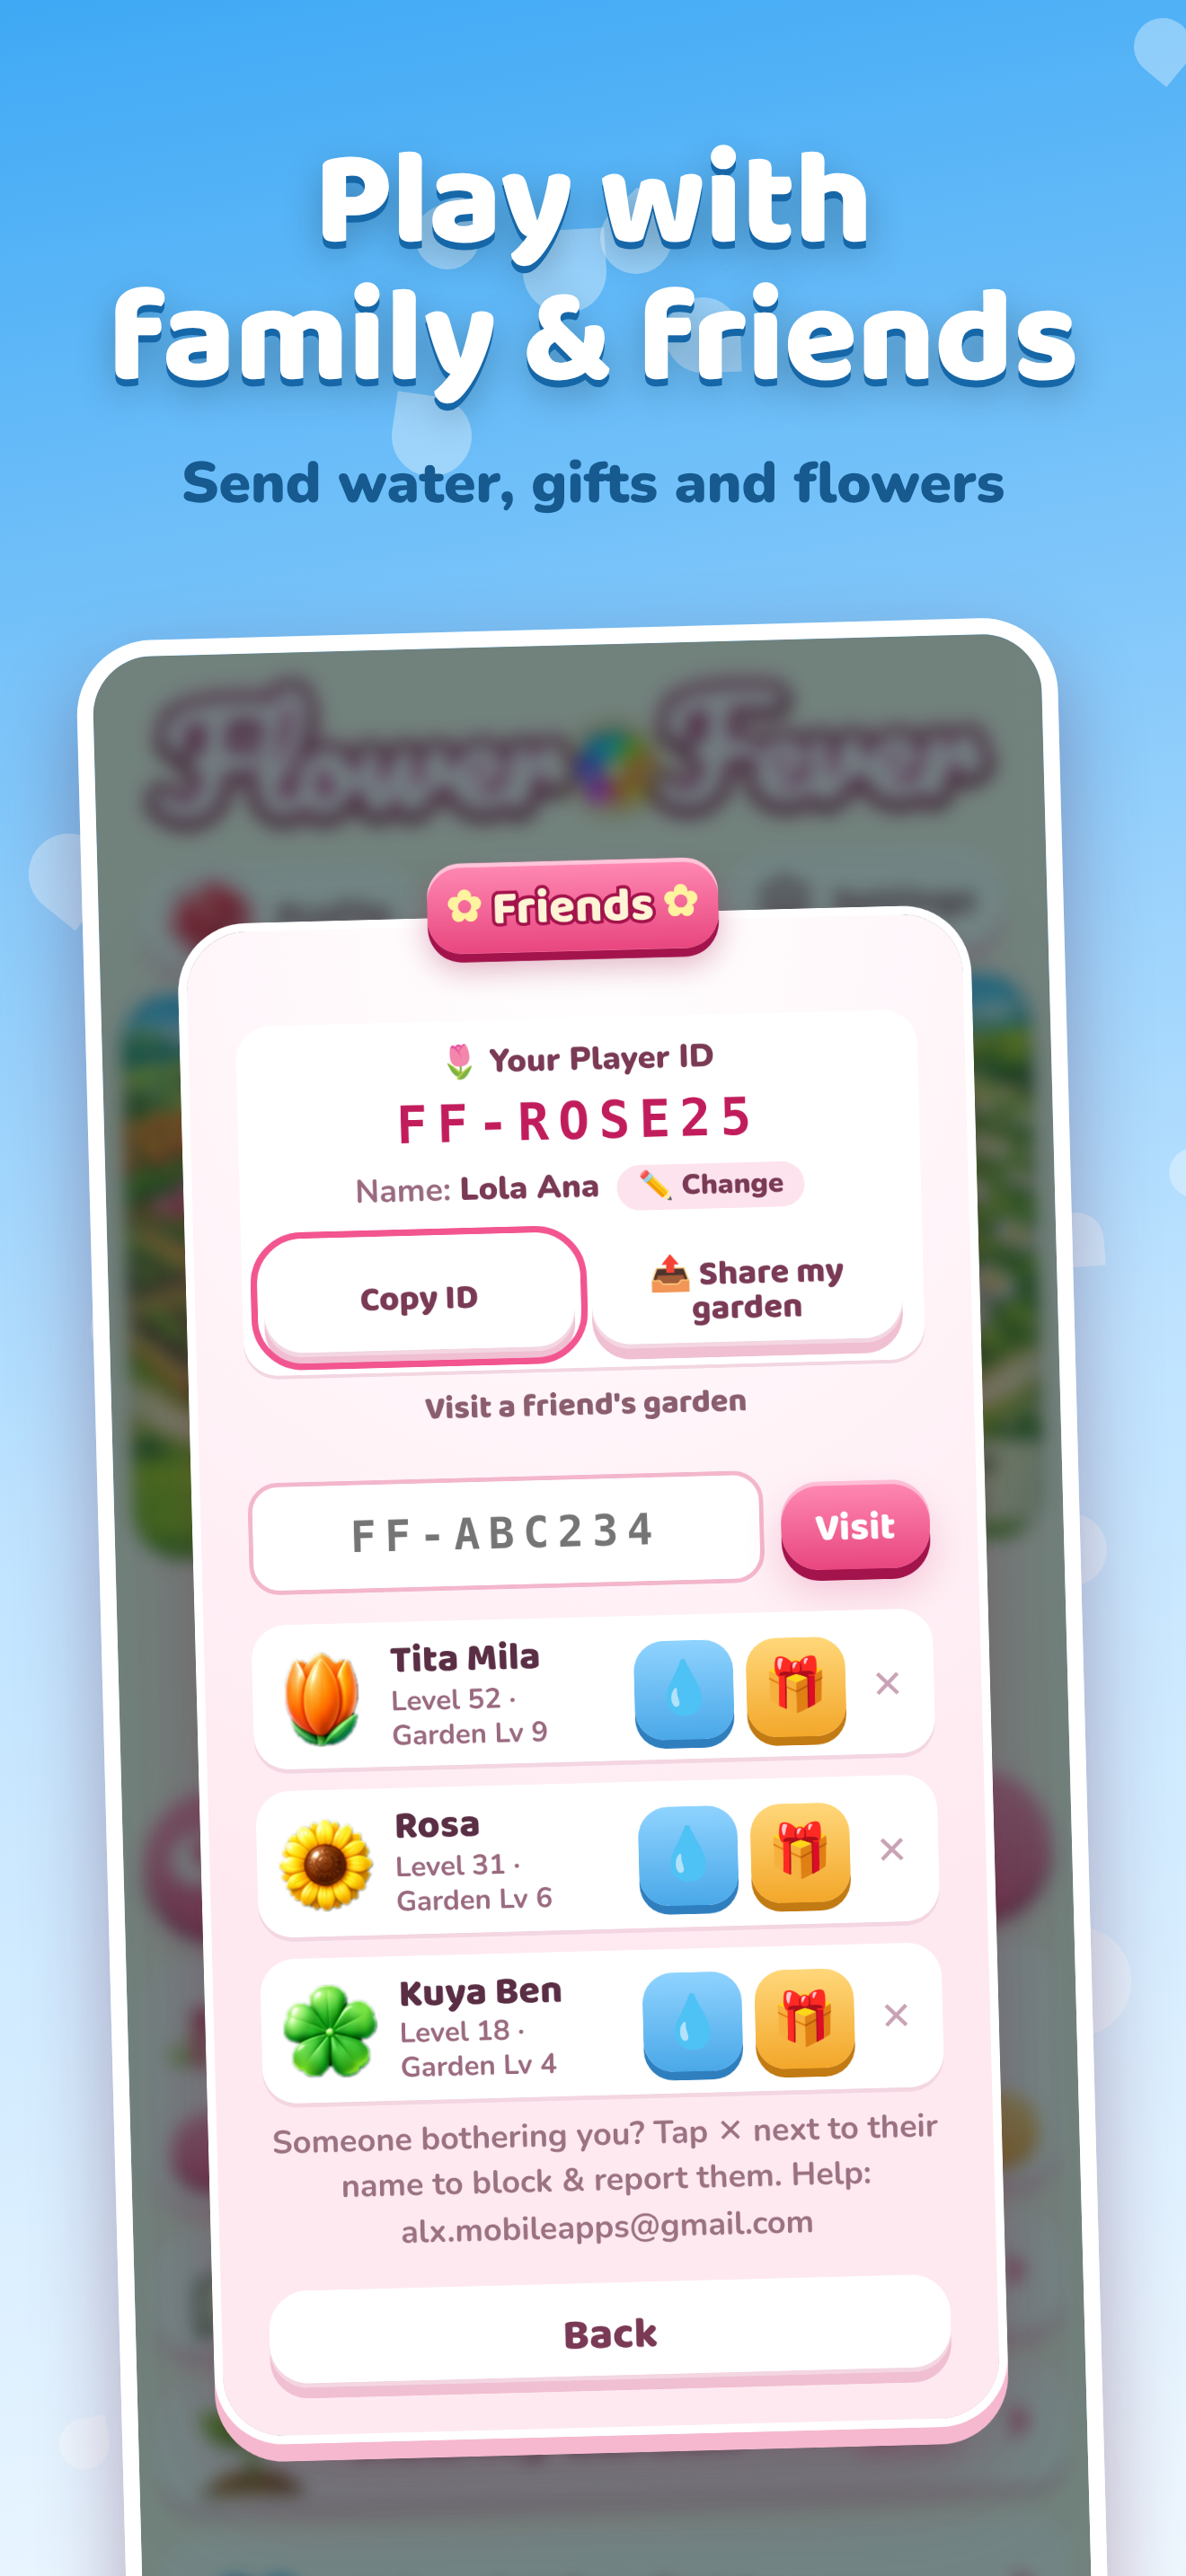 Play with
family & friends
Send water, gifts and flowers
Flower Fever
✿ Friends ✿
🌷 Your Player ID
FF-ROSE25
Name: Lola Ana ✏️ Change
Copy ID
📤 Share my
garden
Visit a friend's garden
FF-ABC234
Visit
Tita Mila
Level 52 ·
Garden Lv 9
✕
Rosa
Level 31 ·
Garden Lv 6
✕
Kuya Ben
Level 18 ·
Garden Lv 4
✕
Someone bothering you? Tap ✕ next to their
name to block & report them. Help:
alx.mobileapps@gmail.com
Back